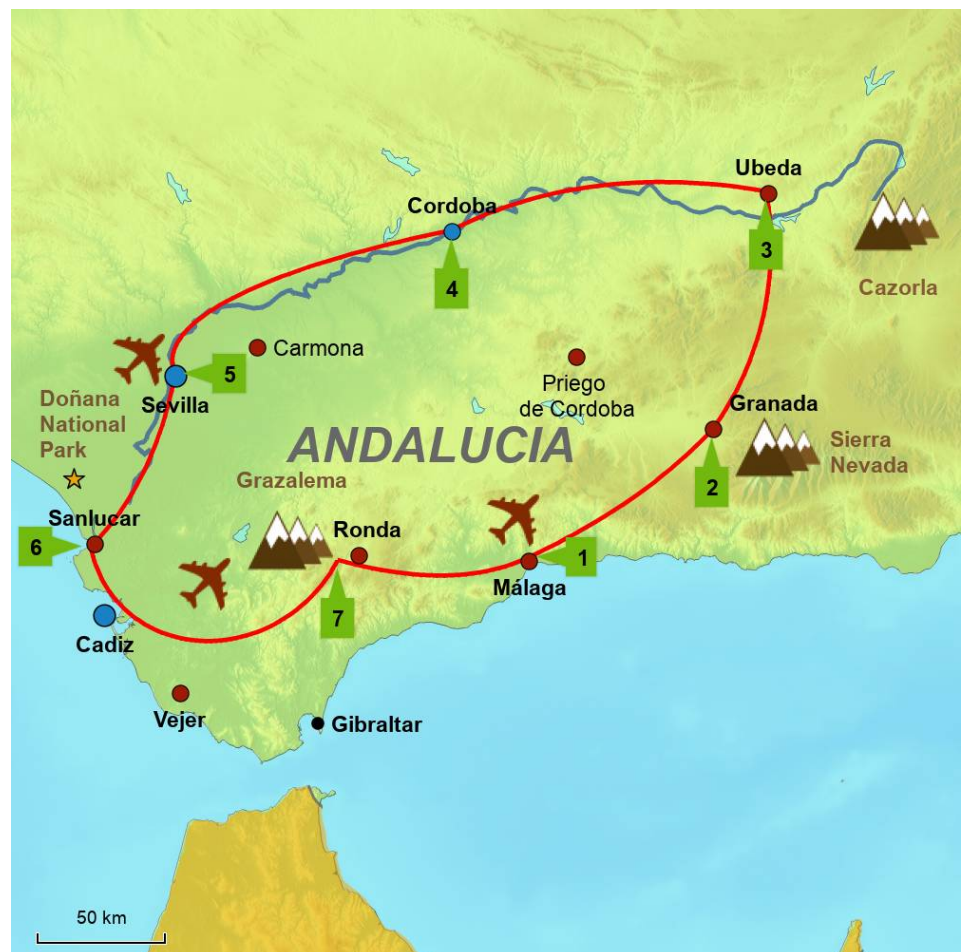 Ubeda
Cordoba
3
4
Cazorla
Carmona
5
Priego
de Cordoba
Doñana
National
Park
Sevilla
Granada
ANDALUCIA
Sierra
Nevada
Grazalema
2
Sanlucar
6
Ronda
1
Málaga
7
Cadiz
Vejer
Gibraltar
50 km